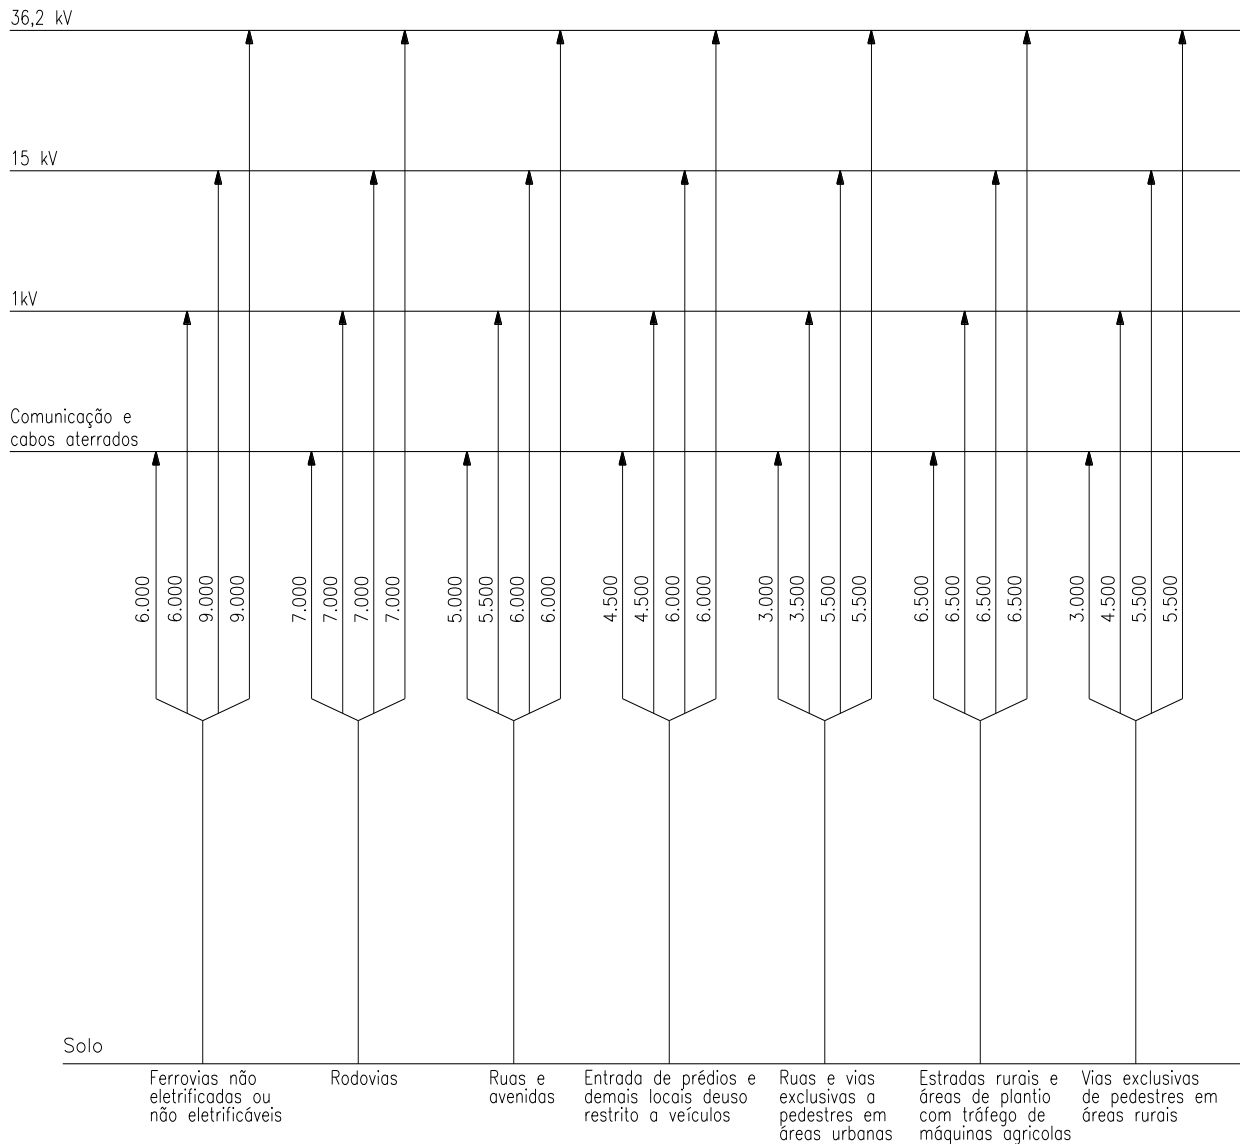 36,2 kV
15 kV
1kV
Comunicação e
cabos aterrados
6.000
6.000
9.000
9.000
7.000
7.000
7.000
7.000
5.000
5.500
6.000
6.000
4.500
4.500
6.000
6.000
3.000
3.500
5.500
5.500
6.500
6.500
6.500
6.500
3.000
4.500
5.500
5.500
Solo
Ferrovias não
eletrificadas ou
não eletrificáveis
Rodovias
Ruas e
avenidas
Entrada de prédios e
demais locais deuso
restrito a veículos
Ruas e vias
exclusivas a
pedestres em
áreas urbanas
Estradas rurais e
áreas de plantio
com tráfego de
máquinas agricolas
Vias exclusivas
de pedestres em
áreas rurais